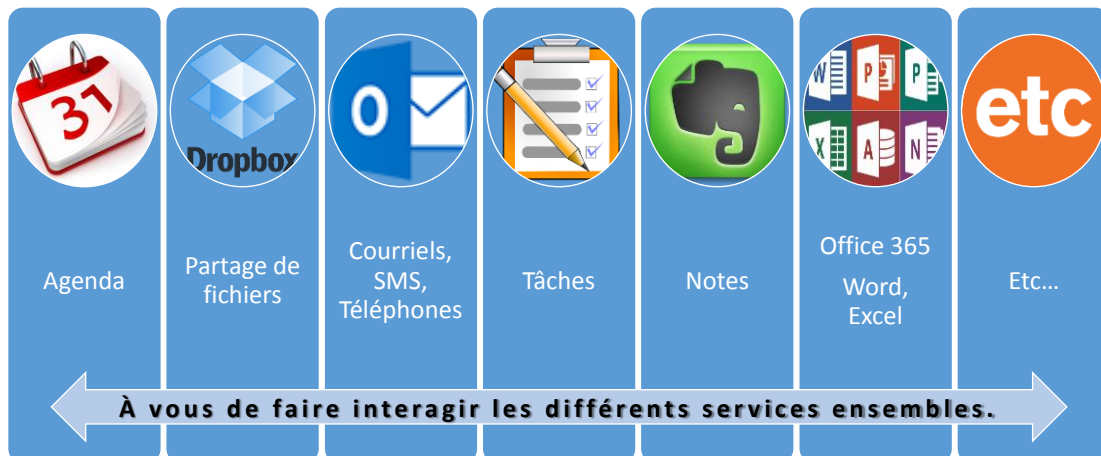 31
Dropbox
O
W
P
P
X
A
N
etc
Agenda
Partage de
fichiers
Courriels,
SMS,
Téléphones
Tâches
Notes
Office 365
Word,
Excel
Etc...
À vous de faire interagir les différents services ensembles.